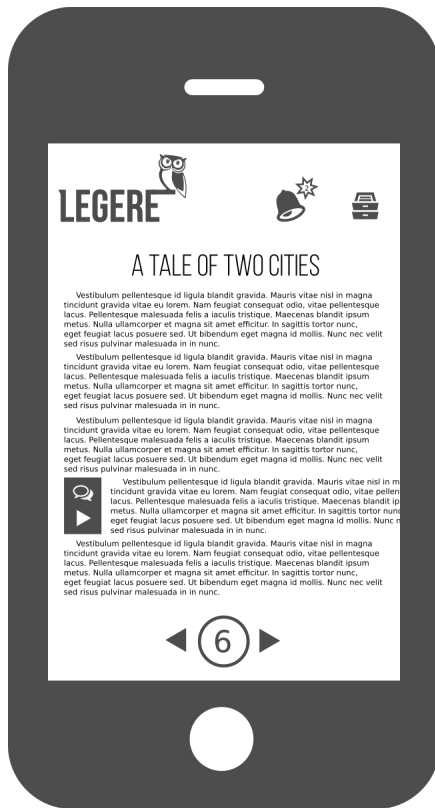 LEGERE
3
A TALE OF TWO CITIES
Vestibulum pellentesque id ligula blandit gravida. Mauris vitae nisl in magna
tincidunt gravida vitae eu lorem. Nam feugiat consequat odio, vitae pellentesque
lacus. Pellentesque malesuada felis a iaculis tristique. Maecenas blandit ipsum
metus. Nulla ullamcorper et magna sit amet efficitur. In sagittis tortor nunc,
eget feugiat lacus posuere sed. Ut bibendum eget magna id mollis. Nunc nec velit
sed risus pulvinar malesuada in in nunc.
Vestibulum pellentesque id ligula blandit gravida. Mauris vitae nisl in magna
tincidunt gravida vitae eu lorem. Nam feugiat consequat odio, vitae pellentesque
lacus. Pellentesque malesuada felis a iaculis tristique. Maecenas blandit ipsum
metus. Nulla ullamcorper et magna sit amet efficitur. In sagittis tortor nunc,
eget feugiat lacus posuere sed. Ut bibendum eget magna id mollis. Nunc nec velit
sed risus pulvinar malesuada in in nunc.
Vestibulum pellentesque id ligula blandit gravida. Mauris vitae nisl in magna
tincidunt gravida vitae eu lorem. Nam feugiat consequat odio, vitae pellentesque
lacus. Pellentesque malesuada felis a iaculis tristique. Maecenas blandit ipsum
metus. Nulla ullamcorper et magna sit amet efficitur. In sagittis tortor nunc,
eget feugiat lacus posuere sed. Ut bibendum eget magna id mollis. Nunc nec velit
sed risus pulvinar malesuada in in nunc.
Vestibulum pellentesque id ligula blandit gravida. Mauris vitae nisl in m
tincidunt gravida vitae eu lorem. Nam feugiat consequat odio, vitae pellen
lacus. Pellentesque malesuada felis a iaculis tristique. Maecenas blandit ip
metus. Nulla ullamcorper et magna sit amet efficitur. In sagittis tortor nunc
eget feugiat lacus posuere sed. Ut bibendum eget magna id mollis. Nunc n
sed risus pulvinar malesuada in in nunc.
Vestibulum pellentesque id ligula blandit gravida. Mauris vitae nisl in magna
tincidunt gravida vitae eu lorem. Nam feugiat consequat odio, vitae pellentesque
lacus. Pellentesque malesuada felis a iaculis tristique. Maecenas blandit ipsum
metus. Nulla ullamcorper et magna sit amet efficitur. In sagittis tortor nunc,
eget feugiat lacus posuere sed. Ut bibendum eget magna id mollis. Nunc nec velit
sed risus pulvinar malesuada in in nunc.
6